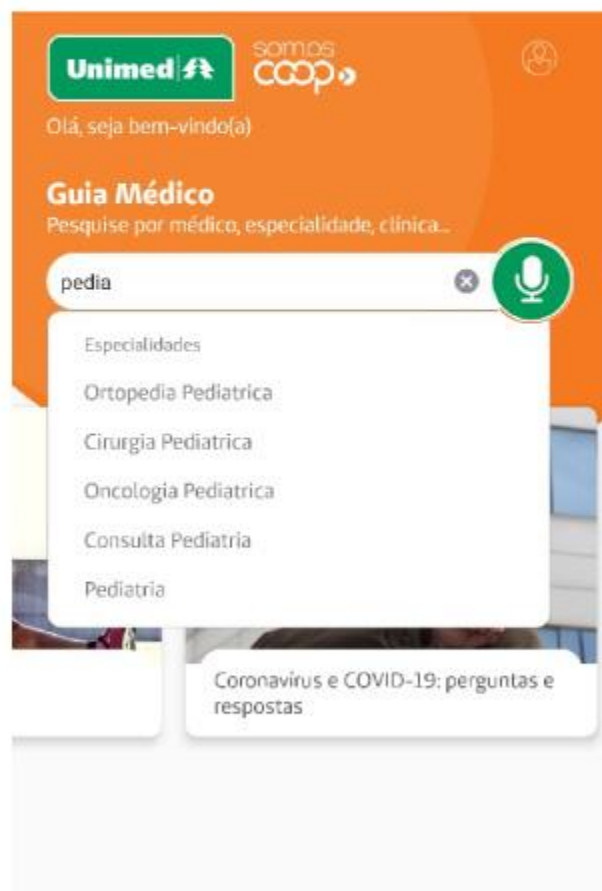 Unimed
somos
coop
Olá, seja bem-vindo(a)
Guia Médico
Pesquise por médico, especialidade, clínica...
pedia
Especialidades
Ortopedia Pediatrica
Cirurgia Pediatrica
Oncologia Pediatrica
Consulta Pediatria
Pediatria
Coronavírus e COVID-19: perguntas e
respostas